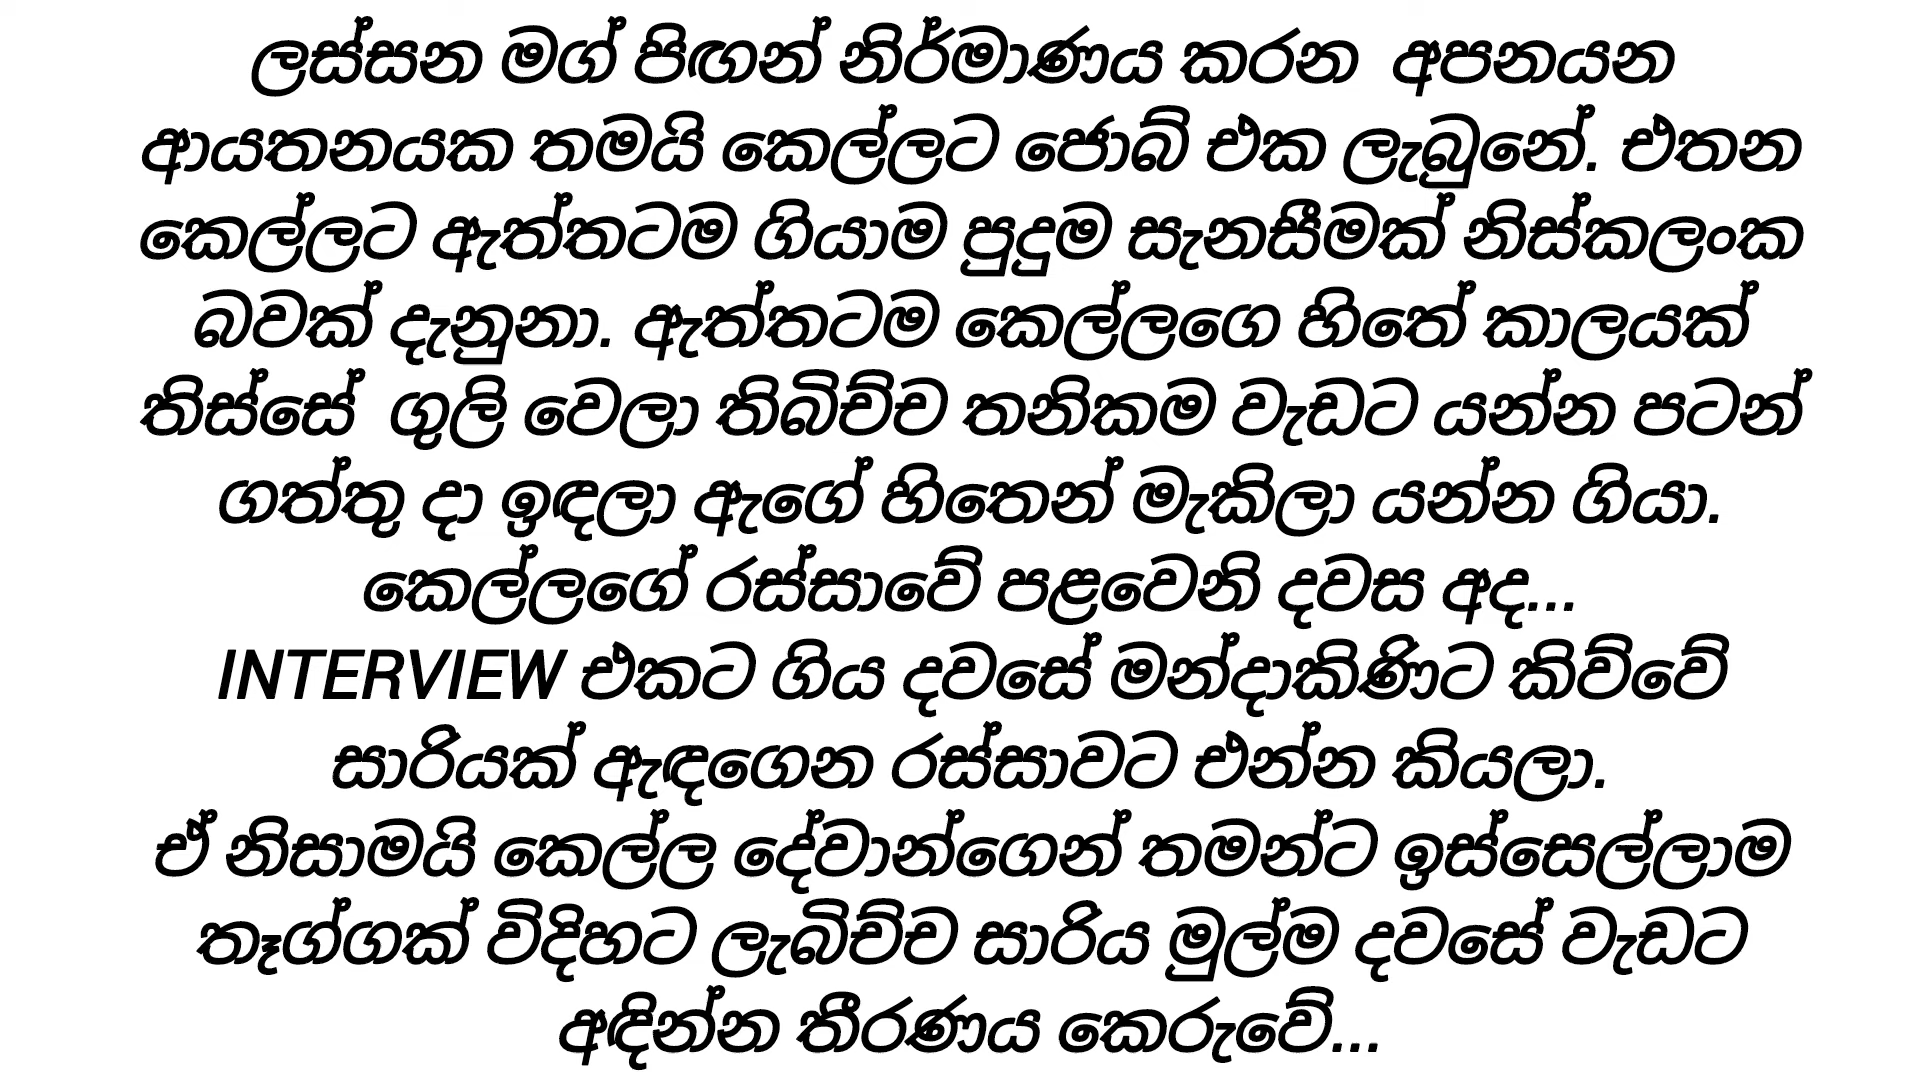 ලස්සන මග් පිඟන් නිර්මාණය කරන  අපනයන
ආයතනයක තමයි කෙල්ලට ජොබ් එක ලැබුනේ. එතන
කෙල්ලට ඇත්තටම ගියාම පුදුම සැනසීමක් නිස්කලංක
බවක් දැනුනා. ඇත්තටම කෙල්ලගෙ හිතේ කාලයක්
තිස්සේ  ගුලි වෙලා තිබිච්ච තනිකම වැඩට යන්න පටන්
ගත්තු දා ඉඳලා ඇගේ හිතෙන් මැකිලා යන්න ගියා.
කෙල්ලගේ රස්සාවේ පළවෙනි දවස අද...
INTERVIEW එකට ගිය දවසේ මන්දාකිණිට කිව්වේ
සාරියක් ඇඳගෙන රස්සාවට එන්න කියලා.
ඒ නිසාමයි කෙල්ල දේවාන්ගෙන් තමන්ට ඉස්සෙල්ලාම
තෑග්ගක් විදිහට ලැබිච්ච සාරිය මුල්ම දවසේ වැඩට
අඳින්න තීරණය කෙරුවේ...